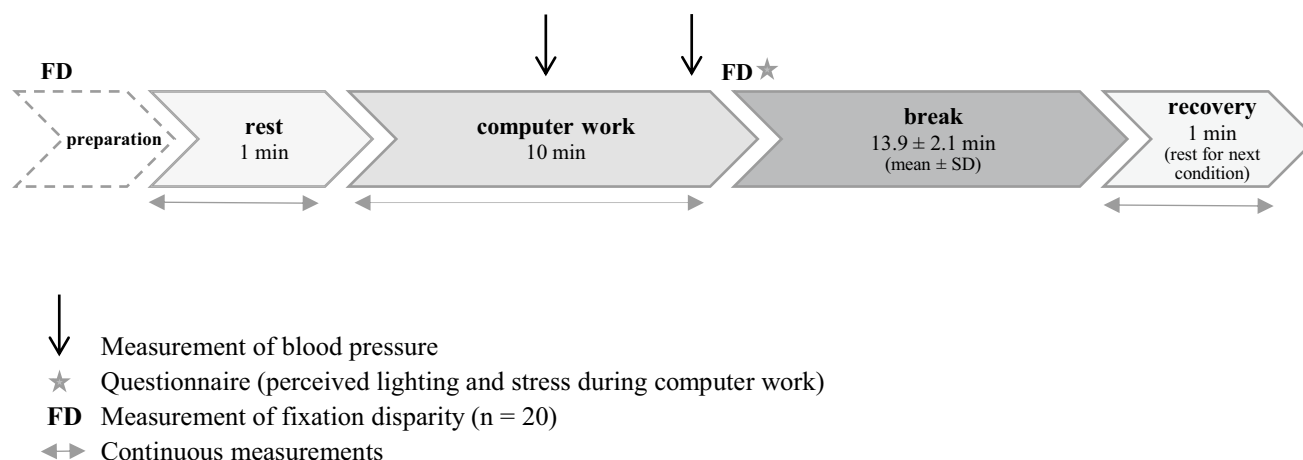 FD
FD
preparation
rest
1 min
computer work
10 min
break
13.9 ± 2.1 min
(mean ± SD)
recovery
1 min
(rest for next
condition)
Measurement of blood pressure
Questionnaire (perceived lighting and stress during computer work)
FD Measurement of fixation disparity (n = 20)
Continuous measurements